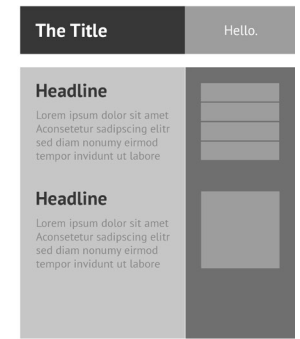 The Title
Hello.
Headline
Lorem ipsum dolor sit amet
Aconsetetur sadipscing elitr
sed diam nonumy eirmod
tempor invidunt ut labore
Headline
Lorem ipsum dolor sit amet
Aconsetetur sadipscing elitr
sed diam nonumy eirmod
tempor invidunt ut labore